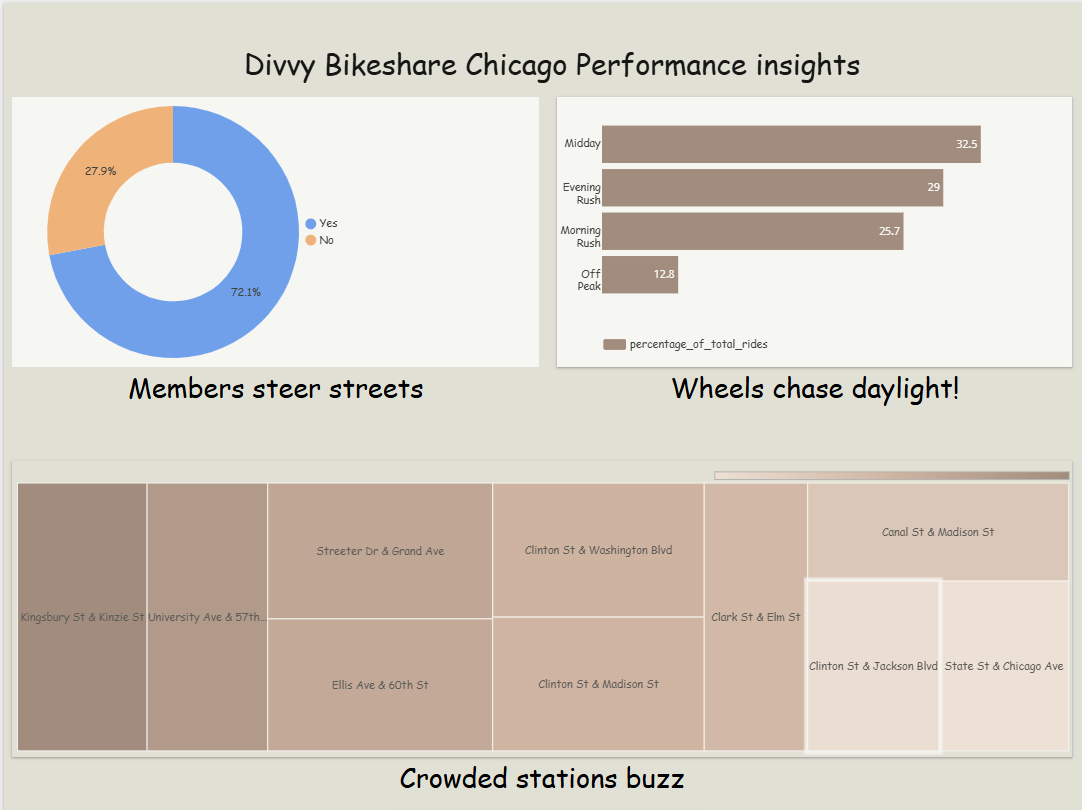 Divvy Bikeshare Chicago Performance insights
27.9%
72.1%
Yes
No
Midday
32.5
Evening
Rush
29
Morning
Rush
25.7
Off
Peak
12.8
percentage_of_total_rides
Members steer streets
Wheels chase daylight!
Kingsbury St & Kinzie St
University Ave & 57th...
Streeter Dr & Grand Ave
Ellis Ave & 60th St
Clinton St & Washington Blvd
Clinton St & Madison St
Clark St & Elm St
Canal St & Madison St
Clinton St & Jackson Blvd
State St & Chicago Ave
Crowded stations buzz